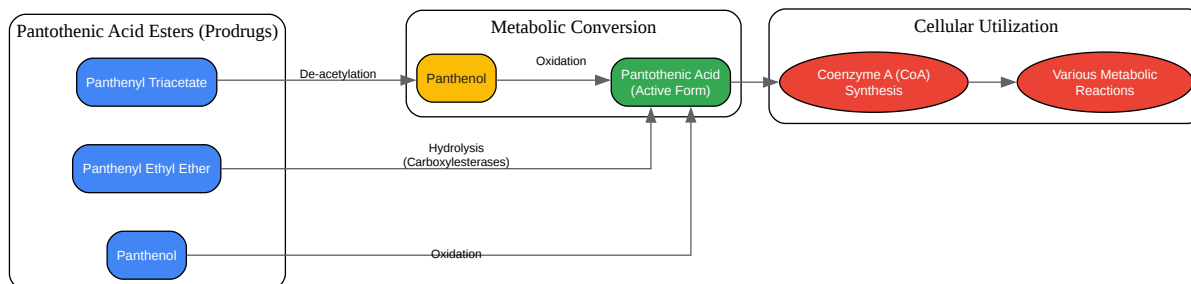 Pantothenic Acid Esters (Prodrugs)
Panthenyl Triacetate
Panthenyl Ethyl Ether
Panthenol
De-acetylation
Hydrolysis
(Carboxylesterases)
Oxidation
Metabolic Conversion
Panthenol
Oxidation
Pantothenic Acid
(Active Form)
Cellular Utilization
Coenzyme A (CoA)
Synthesis
Various Metabolic
Reactions